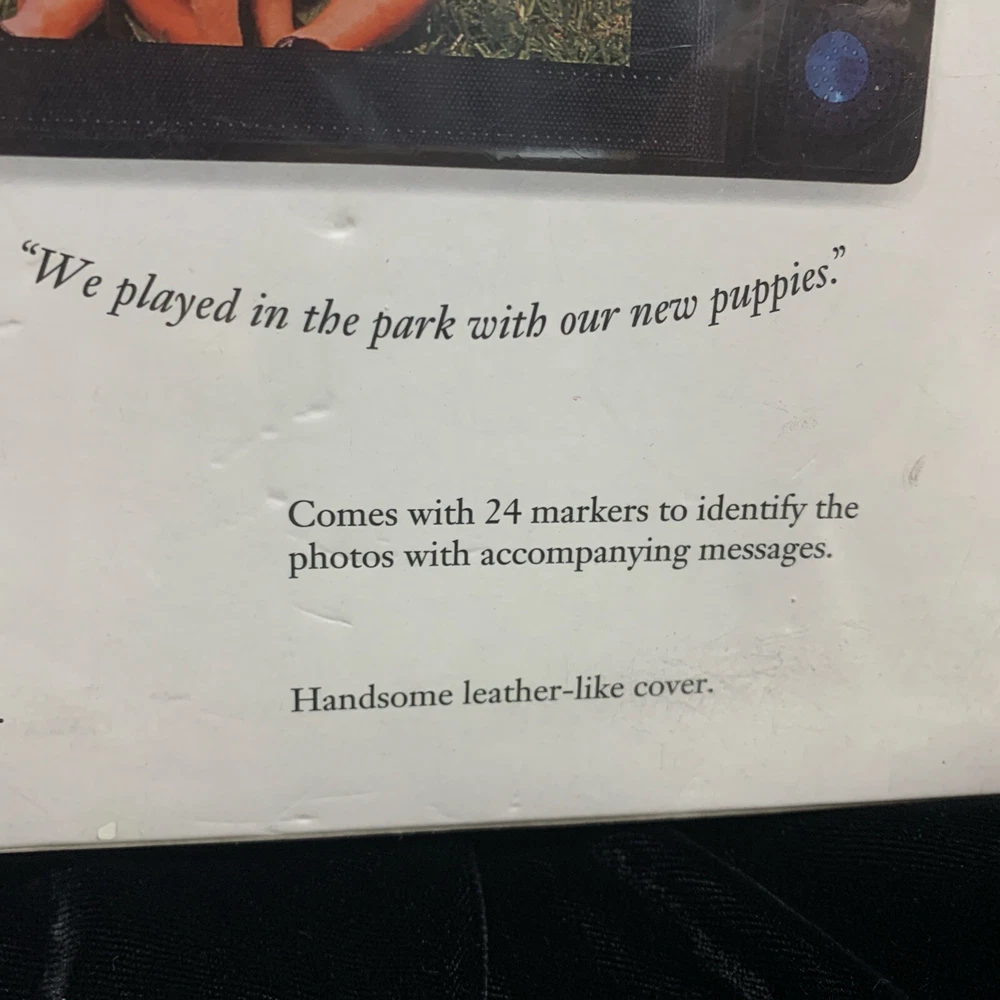 “We played in the park with our new puppies.”
Comes with 24 markers to identify the
photos with accompanying messages.
Handsome leather-like cover.